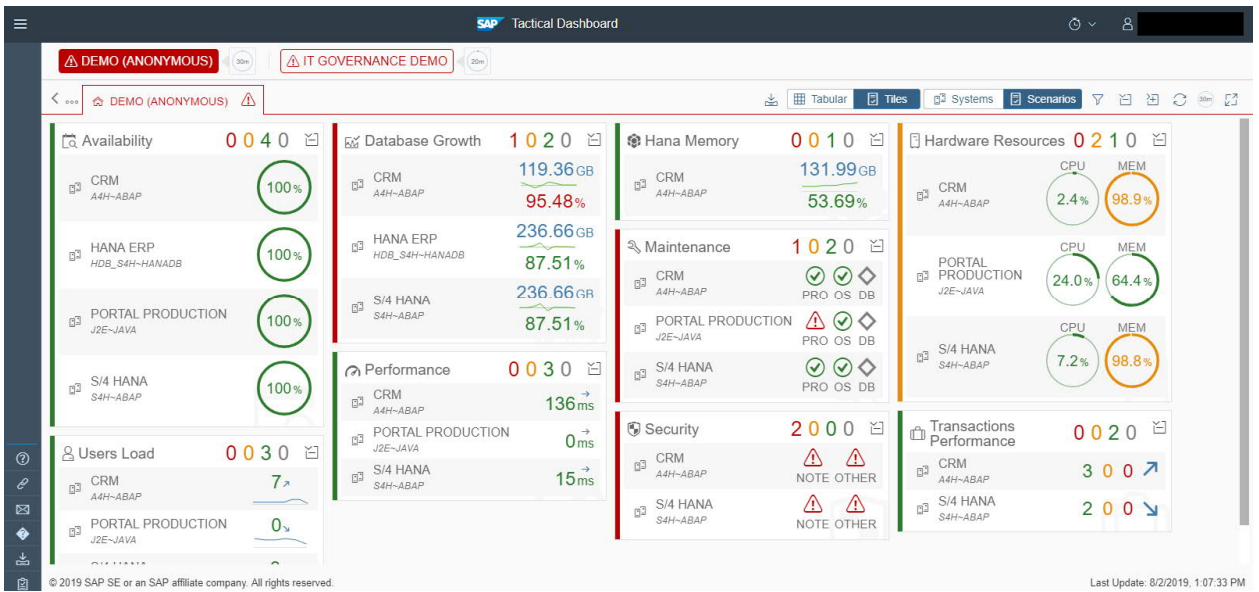 SAP Tactical Dashboard
DEMO (ANONYMOUS) 30m IT GOVERNANCE DEMO 20m
DEMO (ANONYMOUS)
Tabular Tiles Systems Scenarios 30m
Availability 0 0 4 0
CRM
A4H~ABAP
100%
HANA ERP
HDB_S4H~HANADB
100%
PORTAL PRODUCTION
J2E~JAVA
100%
S/4 HANA
S4H~ABAP
100%
Users Load 0 0 3 0
CRM
A4H~ABAP
7
PORTAL PRODUCTION
J2E~JAVA
0
Database Growth 1 0 2 0
CRM
A4H~ABAP
119.36 GB
95.48%
HANA ERP
HDB_S4H~HANADB
236.66 GB
87.51%
S/4 HANA
S4H~ABAP
236.66 GB
87.51%
Performance 0 0 3 0
CRM
A4H~ABAP
136 ms
PORTAL PRODUCTION
J2E~JAVA
0 ms
S/4 HANA
S4H~ABAP
15 ms
Hana Memory 0 0 1 0
CRM
A4H~ABAP
131.99 GB
53.69%
Maintenance 1 0 2 0
CRM
A4H~ABAP
PRO OS DB
PORTAL PRODUCTION
J2E~JAVA
PRO OS DB
S/4 HANA
S4H~ABAP
PRO OS DB
Security 2 0 0 0
CRM
A4H~ABAP
NOTE OTHER
S/4 HANA
S4H~ABAP
NOTE OTHER
Hardware Resources 0 2 1 0
CPU MEM
CRM
A4H~ABAP
2.4% 98.9%
CPU MEM
PORTAL
PRODUCTION
J2E~JAVA
24.0% 64.4%
CPU MEM
S/4 HANA
S4H~ABAP
7.2% 98.8%
Transactions
Performance 0 0 2 0
CRM
A4H~ABAP
3 0 0
S/4 HANA
S4H~ABAP
2 0 0
© 2019 SAP SE or an SAP affiliate company. All rights reserved.
Last Update: 8/2/2019, 1:07:33 PM